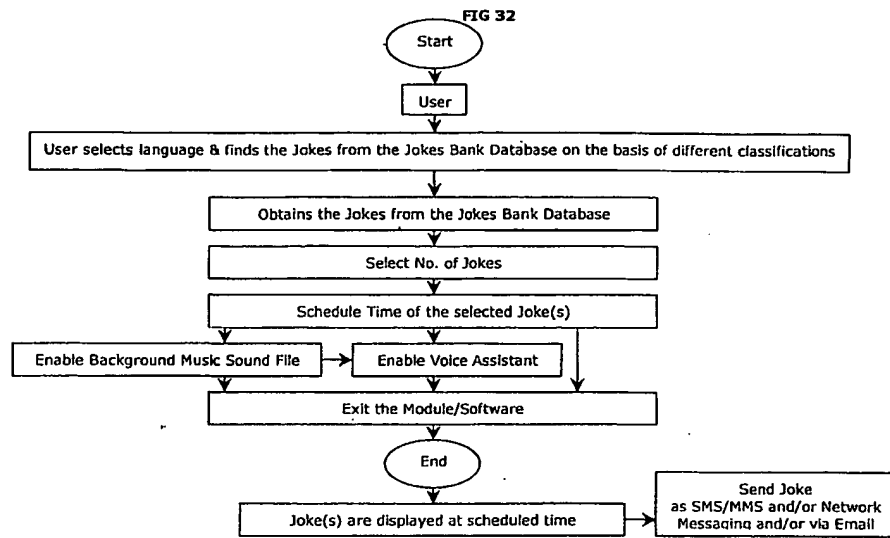 FIG 32
Start
User
User selects language & finds the Jokes from the Jokes Bank Database on the basis of different classifications
Obtains the Jokes from the Jokes Bank Database
Select No. of Jokes
Schedule Time of the selected Joke(s)
Enable Background Music Sound File
Enable Voice Assistant
Exit the Module/Software
End
Joke(s) are displayed at scheduled time
Send Joke
as SMS/MMS and/or Network
Messaging and/or via Email